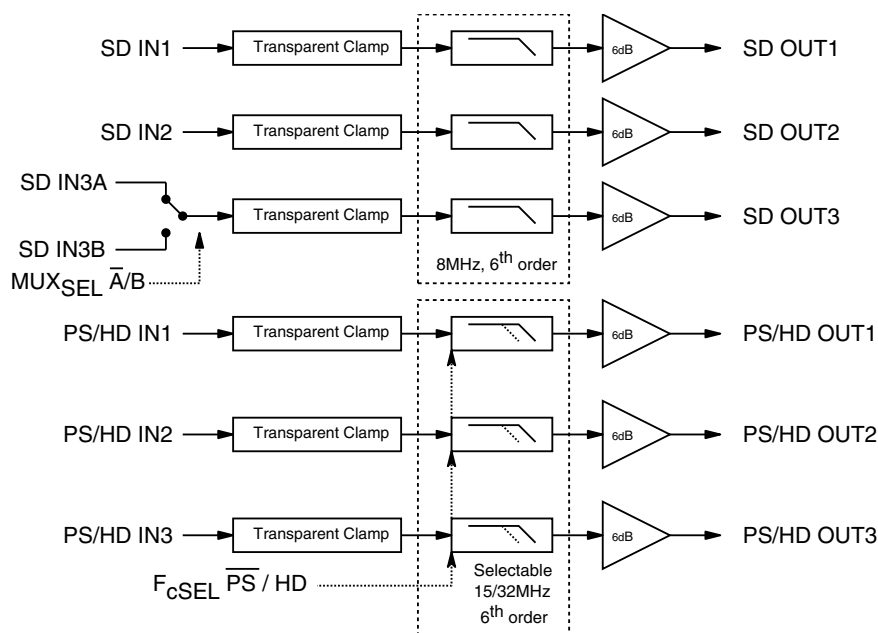 SD IN1 Transparent Clamp 6dB SD OUT1
SD IN2 Transparent Clamp 6dB SD OUT2
SD IN3A
Transparent Clamp 6dB SD OUT3
SD IN3B
8MHz, 6th order
MUXSEL A̅/B
PS/HD IN1 Transparent Clamp 6dB PS/HD OUT1
PS/HD IN2 Transparent Clamp 6dB PS/HD OUT2
PS/HD IN3 Transparent Clamp 6dB PS/HD OUT3
FcSEL P̅S̅ / HD
Selectable
15/32MHz
6th order